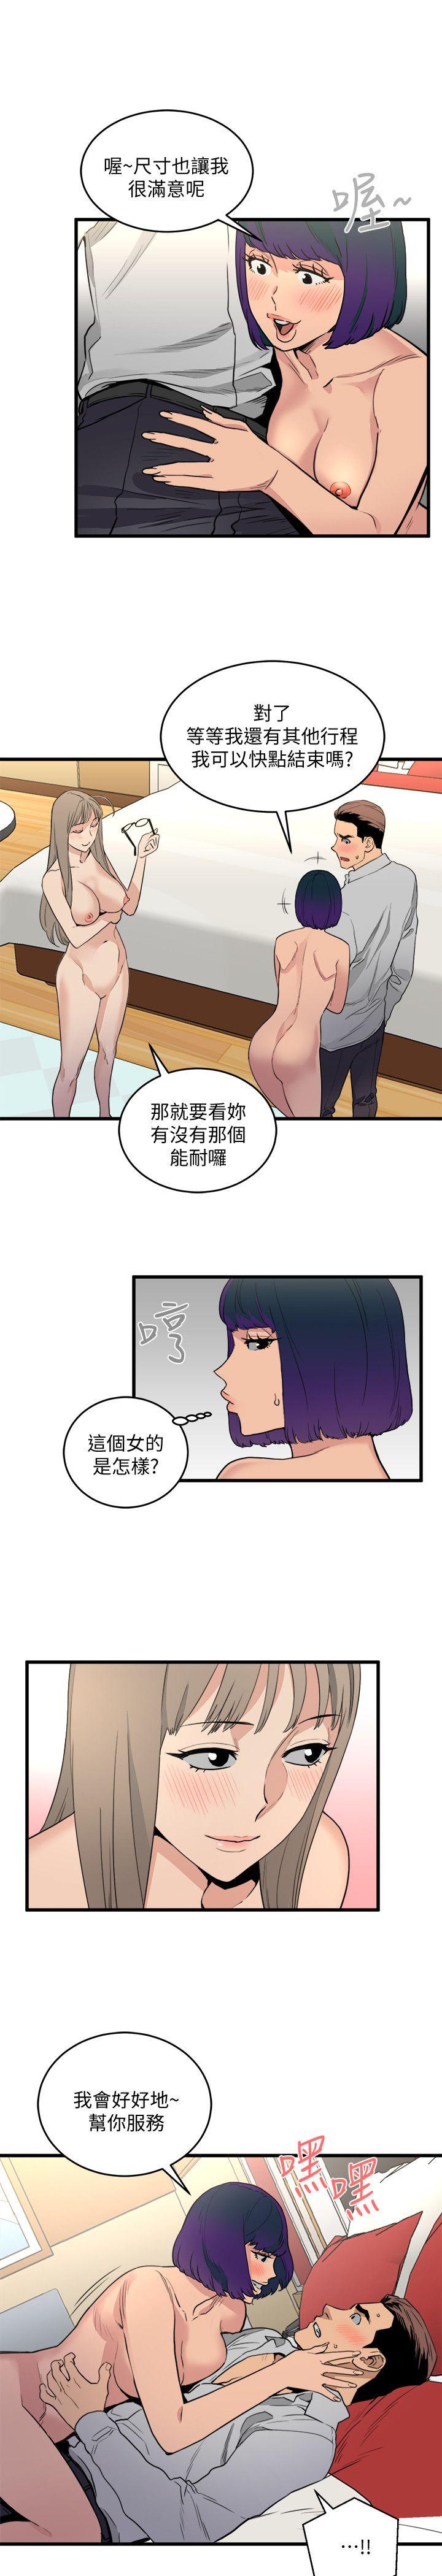 喔~尺寸也讓我
很滿意呢
喔~
對了
等等我還有其他行程
我可以快點結束嗎?
那就要看妳
有沒有那個
能耐囉
哼
這個女的
是怎樣?
我會好好地~
幫你服務
嘿
嘿
…!!